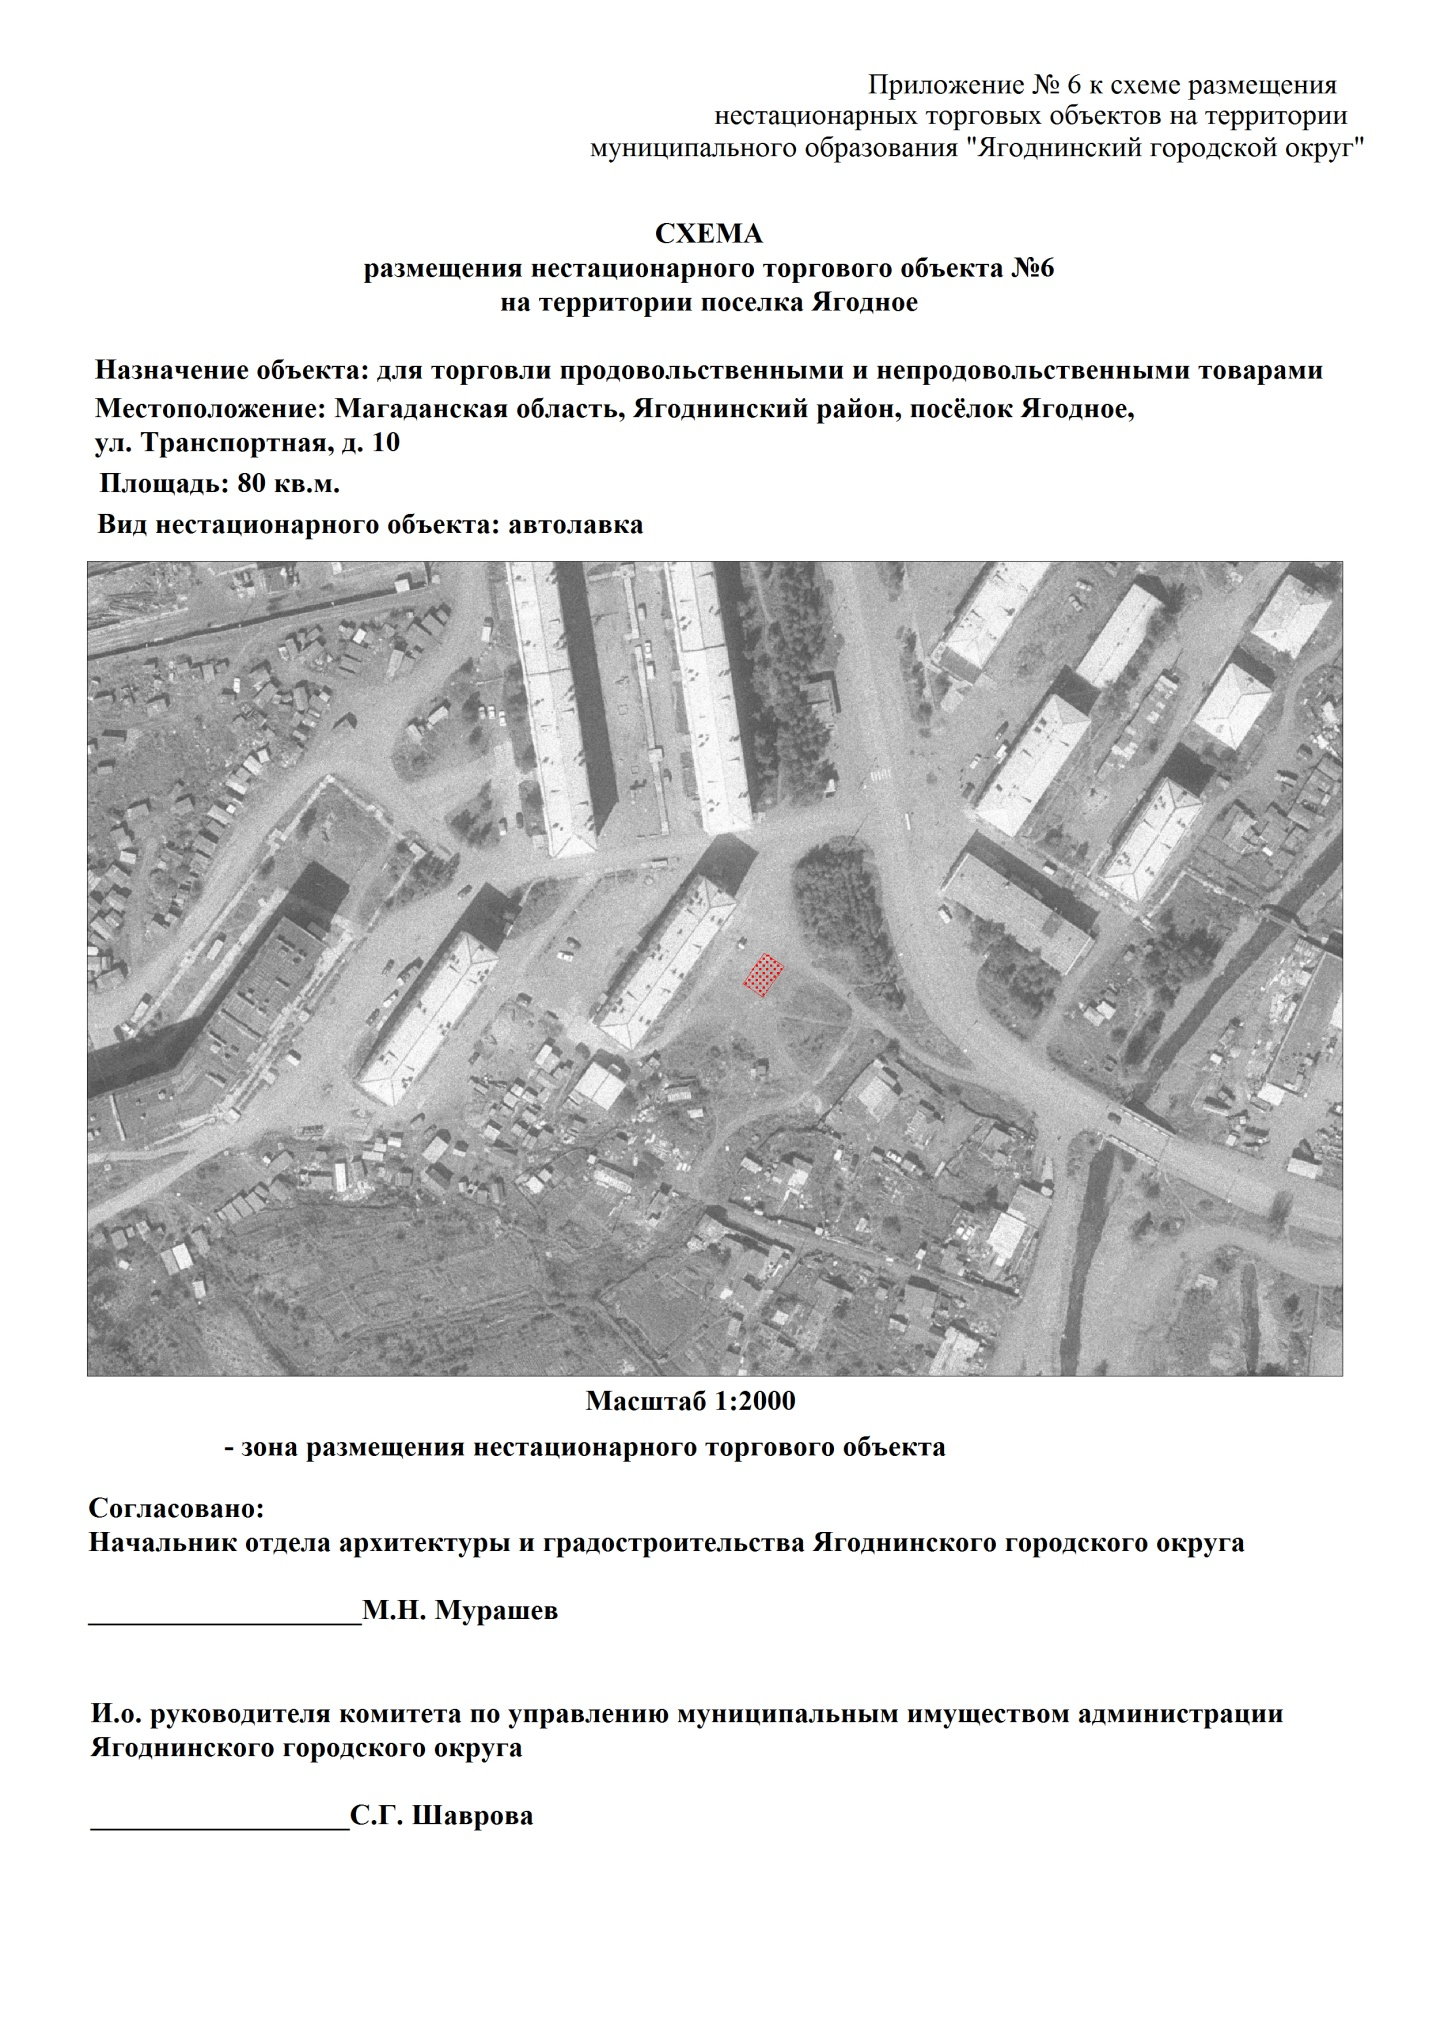 Приложение № 6 к схеме размещения
нестационарных торговых объектов на территории
муниципального образования "Ягоднинский городской округ"
СХЕМА
размещения нестационарного торгового объекта №6
на территории поселка Ягодное
Назначение объекта: для торговли продовольственными и непродовольственными товарами
Местоположение: Магаданская область, Ягоднинский район, посёлок Ягодное,
ул. Транспортная, д. 10
Площадь: 80 кв.м.
Вид нестационарного объекта: автолавка
Масштаб 1:2000
- зона размещения нестационарного торгового объекта
Согласовано:
Начальник отдела архитектуры и градостроительства Ягоднинского городского округа
___________________М.Н. Мурашев
И.о. руководителя комитета по управлению муниципальным имуществом администрации
Ягоднинского городского округа
__________________С.Г. Шаврова